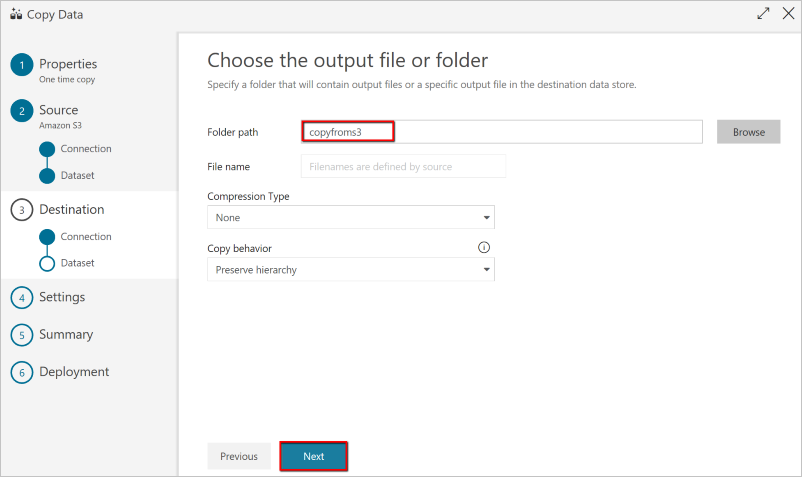 Copy Data
1 Properties
One time copy
2 Source
Amazon S3
Connection
Dataset
3 Destination
Connection
Dataset
4 Settings
5 Summary
6 Deployment
Choose the output file or folder
Specify a folder that will contain output files or a specific output file in the destination data store.
Folder path copyfroms3 Browse
File name Filenames are defined by source
Compression Type
None
Copy behavior
Preserve hierarchy
Previous Next